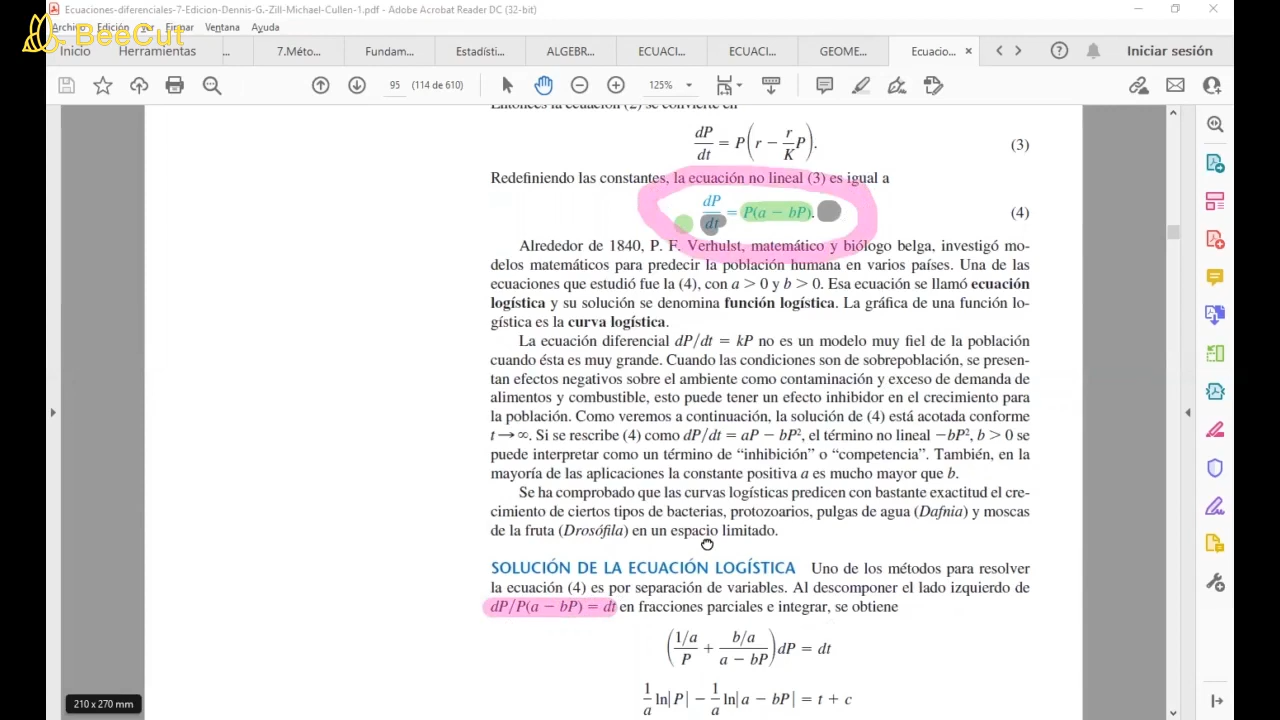 Ecuaciones-diferenciales-7-Edicion-Dennis-G.-Zill-Michael-Cullen-1.pdf - Adobe Acrobat Reader DC (32-bit)
Archivo Edición Ver Firmar Ventana Ayuda
BeeCut
Inicio Herramientas ... 7.Méto... Fundam... Estadísti... ALGEBR... ECUACI... ECUACI... GEOME... Ecuacio... × Iniciar sesión
95 (114 de 610) 125%
Entonces la ecuación (2) se convierte en
dP/dt = P(r − r/K P). (3)
Redefiniendo las constantes, la ecuación no lineal (3) es igual a
dP/dt = P(a − bP). (4)
Alrededor de 1840, P. F. Verhulst, matemático y biólogo belga, investigó mo-
delos matemáticos para predecir la población humana en varios países. Una de las
ecuaciones que estudió fue la (4), con a > 0 y b > 0. Esa ecuación se llamó ecuación
logística y su solución se denomina función logística. La gráfica de una función lo-
gística es la curva logística.
La ecuación diferencial dP/dt = kP no es un modelo muy fiel de la población
cuando ésta es muy grande. Cuando las condiciones son de sobrepoblación, se presen-
tan efectos negativos sobre el ambiente como contaminación y exceso de demanda de
alimentos y combustible, esto puede tener un efecto inhibidor en el crecimiento para
la población. Como veremos a continuación, la solución de (4) está acotada conforme
t → ∞. Si se rescribe (4) como dP/dt = aP − bP², el término no lineal −bP², b > 0 se
puede interpretar como un término de “inhibición” o “competencia”. También, en la
mayoría de las aplicaciones la constante positiva a es mucho mayor que b.
Se ha comprobado que las curvas logísticas predicen con bastante exactitud el cre-
cimiento de ciertos tipos de bacterias, protozoarios, pulgas de agua (Dafnia) y moscas
de la fruta (Drosófila) en un espacio limitado.
SOLUCIÓN DE LA ECUACIÓN LOGÍSTICA Uno de los métodos para resolver
la ecuación (4) es por separación de variables. Al descomponer el lado izquierdo de
dP/P(a − bP) = dt en fracciones parciales e integrar, se obtiene
(1/a/P + b/a/a − bP)dP = dt
1/a ln|P| − 1/a ln|a − bP| = t + c
210 x 270 mm